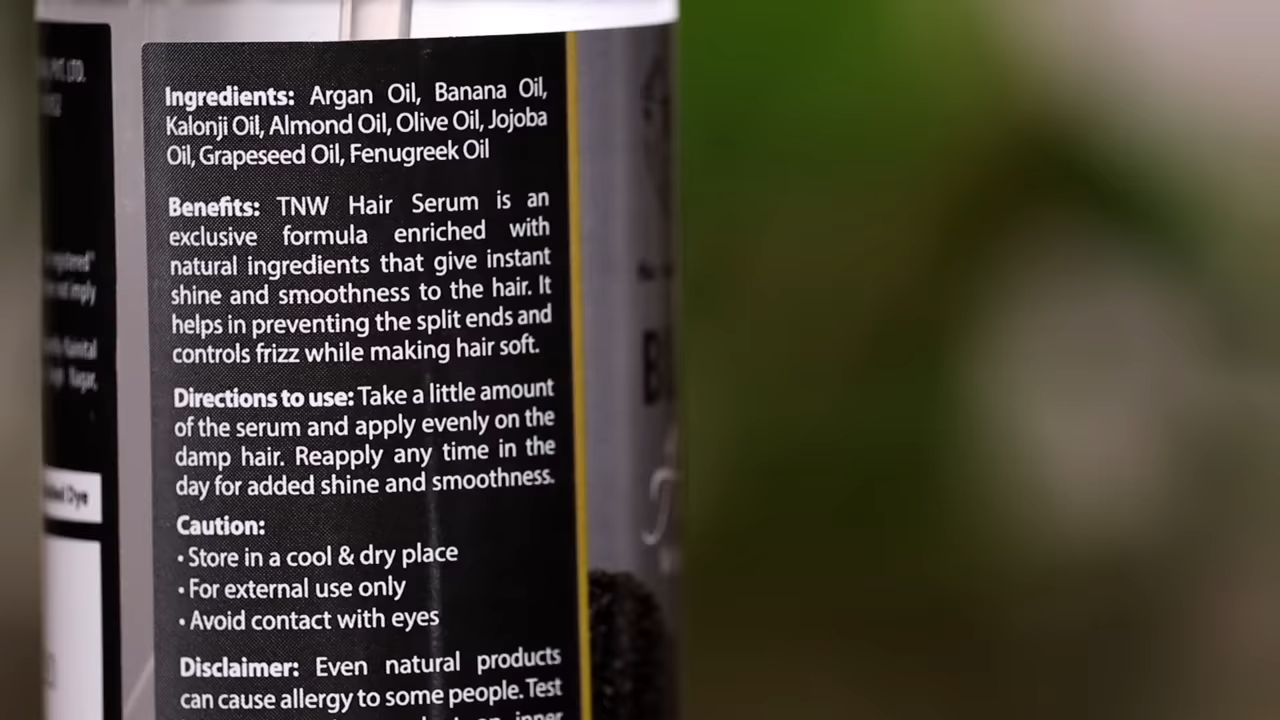 Ingredients: Argan Oil, Banana Oil,
Kalonji Oil, Almond Oil, Olive Oil, Jojoba
Oil, Grapeseed Oil, Fenugreek Oil
Benefits: TNW Hair Serum is an
exclusive formula enriched with
natural ingredients that give instant
shine and smoothness to the hair. It
helps in preventing the split ends and
controls frizz while making hair soft.
Directions to use: Take a little amount
of the serum and apply evenly on the
damp hair. Reapply any time in the
day for added shine and smoothness.
Caution:
• Store in a cool & dry place
• For external use only
• Avoid contact with eyes
Disclaimer: Even natural products
can cause allergy to some people. Test